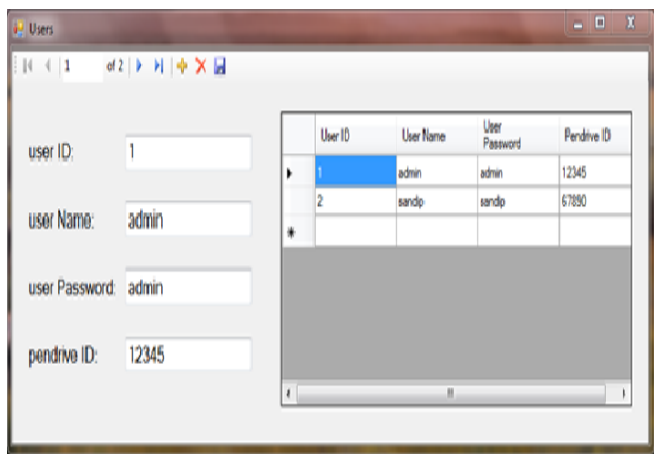 Users
1 of 2
user ID: 1
user Name: admin
user Password: admin
pendrive ID: 12345
User ID User Name User Password Pendrive ID
1 admin admin 12345
2 sandip sandip 67890